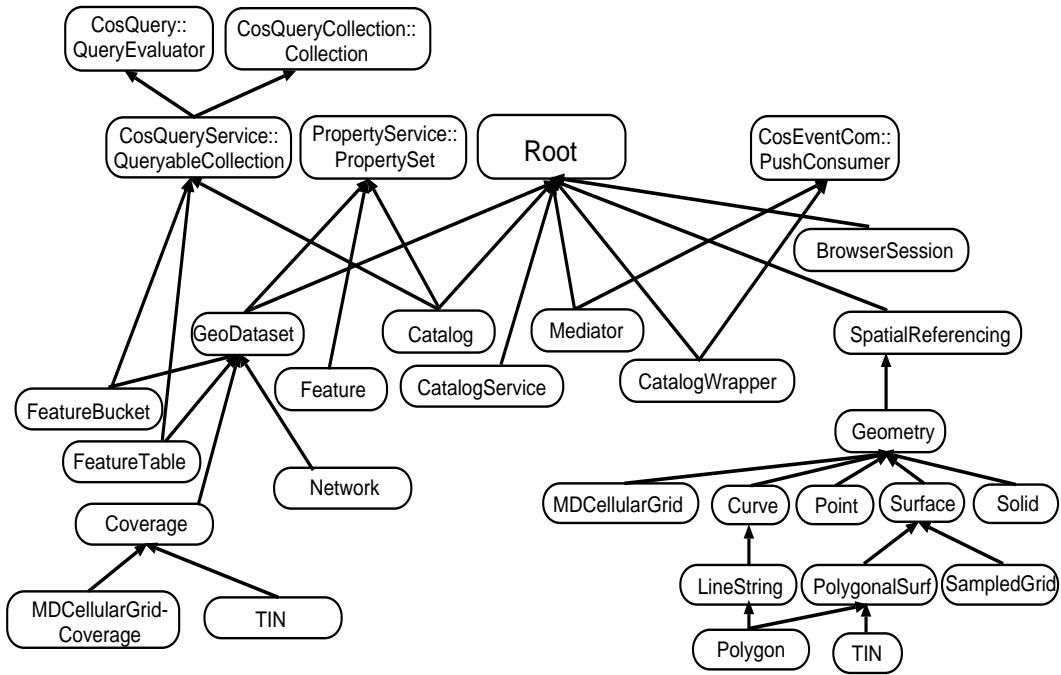 CosQuery::
QueryEvaluator
CosQueryCollection::
Collection
CosQueryService::
QueryableCollection
PropertyService::
PropertySet
Root
CosEventCom::
PushConsumer
BrowserSession
GeoDataset
Catalog
Mediator
SpatialReferencing
Feature
CatalogService
CatalogWrapper
FeatureBucket
Geometry
FeatureTable
Network
MDCellularGrid
Curve
Point
Surface
Solid
Coverage
LineString
PolygonalSurf
SampledGrid
MDCellularGrid-
Coverage
TIN
Polygon
TIN